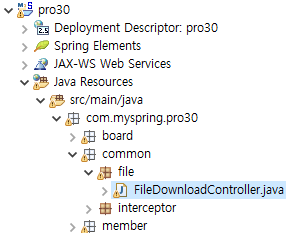 pro30
Deployment Descriptor: pro30
Spring Elements
JAX-WS Web Services
Java Resources
src/main/java
com.myspring.pro30
board
common
file
FileDownloadController.java
interceptor
member